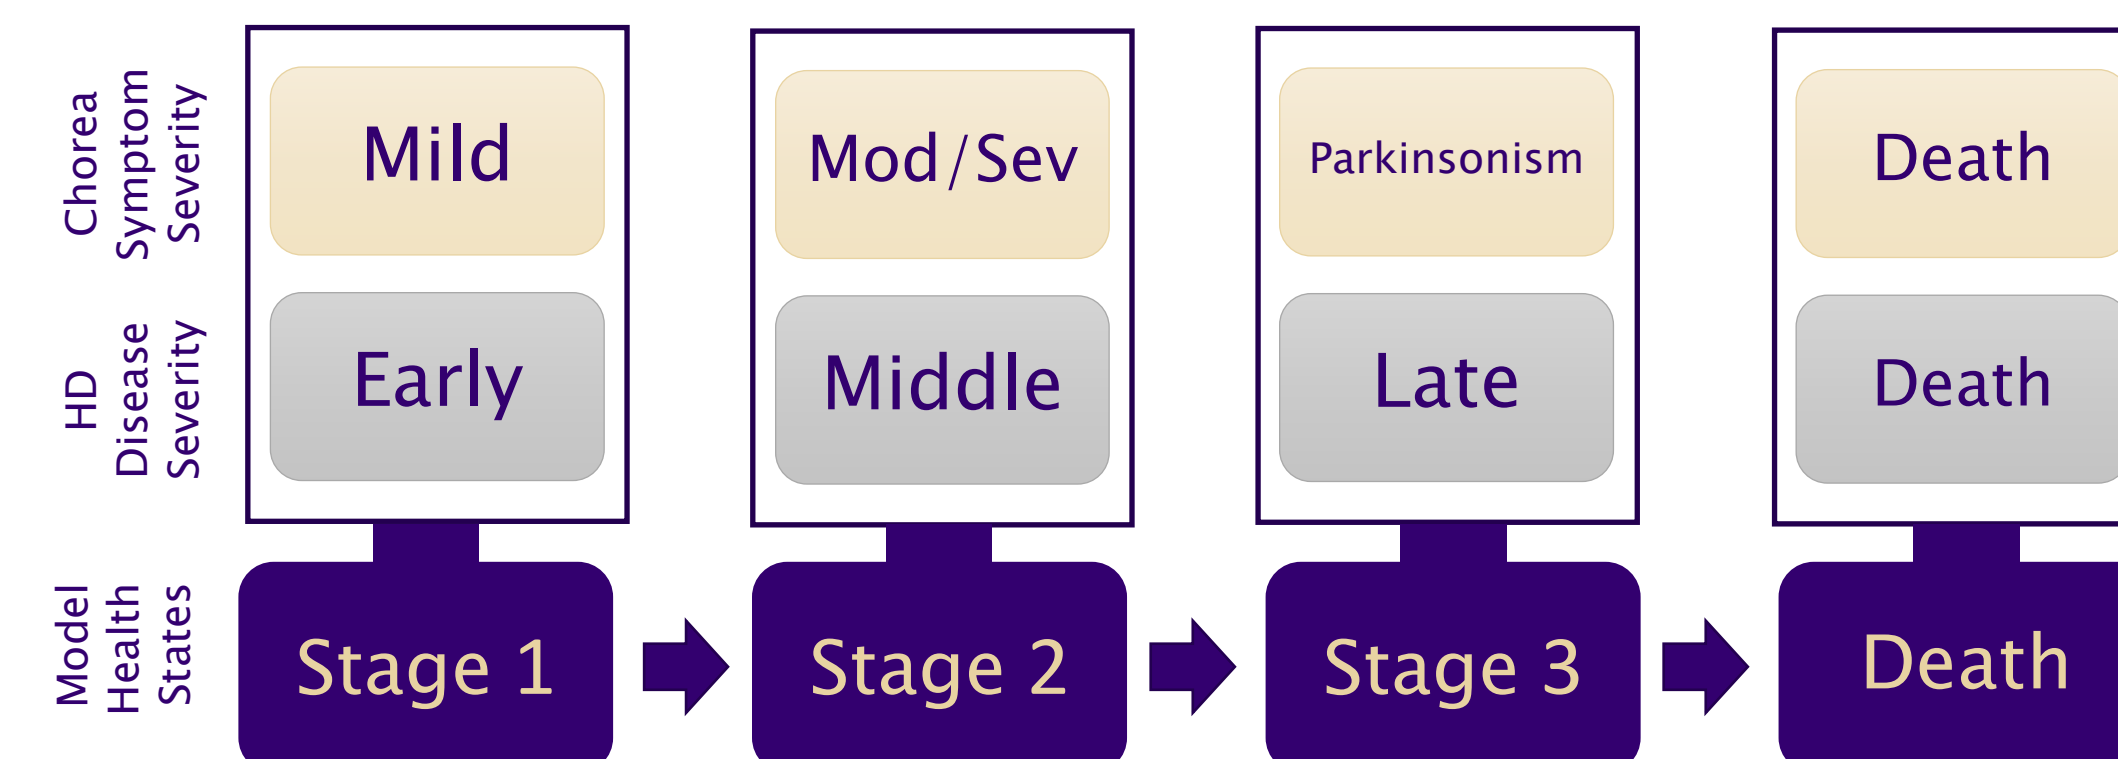 Chorea
Symptom
Severity
Mild
Mod/Sev
Parkinsonism
Death
HD
Disease
Severity
Early
Middle
Late
Death
Model
Health
States
Stage 1
Stage 2
Stage 3
Death